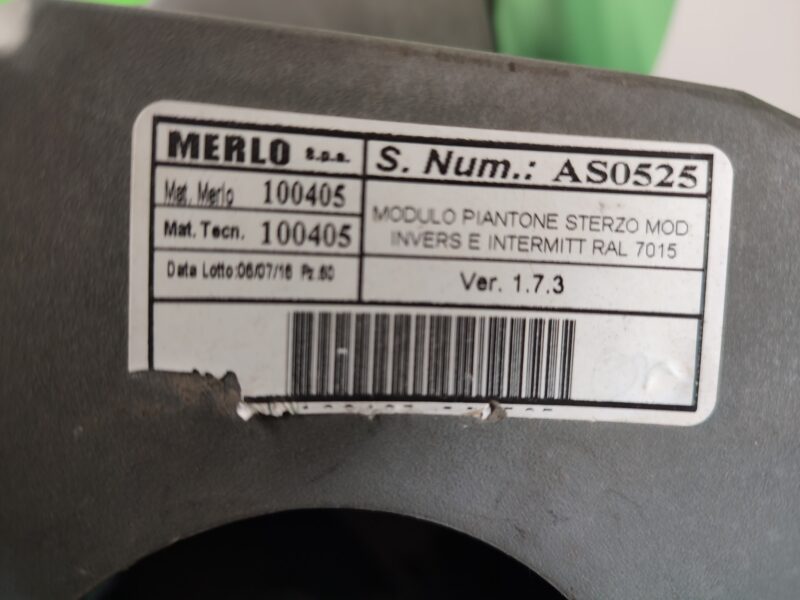 MERLO S.p.a.
S. Num.: AS0525
Mat. Merlo 100405
Mat. Tecn. 100405
MODULO PIANTONE STERZO MOD
INVERS E INTERMITT RAL 7015
Data Lotto:06/07/16 Pz.60
Ver. 1.7.3